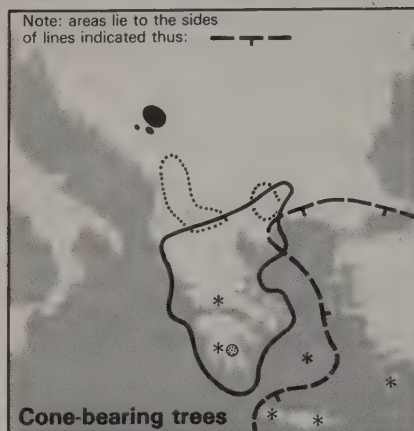 Note: areas lie to the sides
of lines indicated thus:
Cone-bearing trees